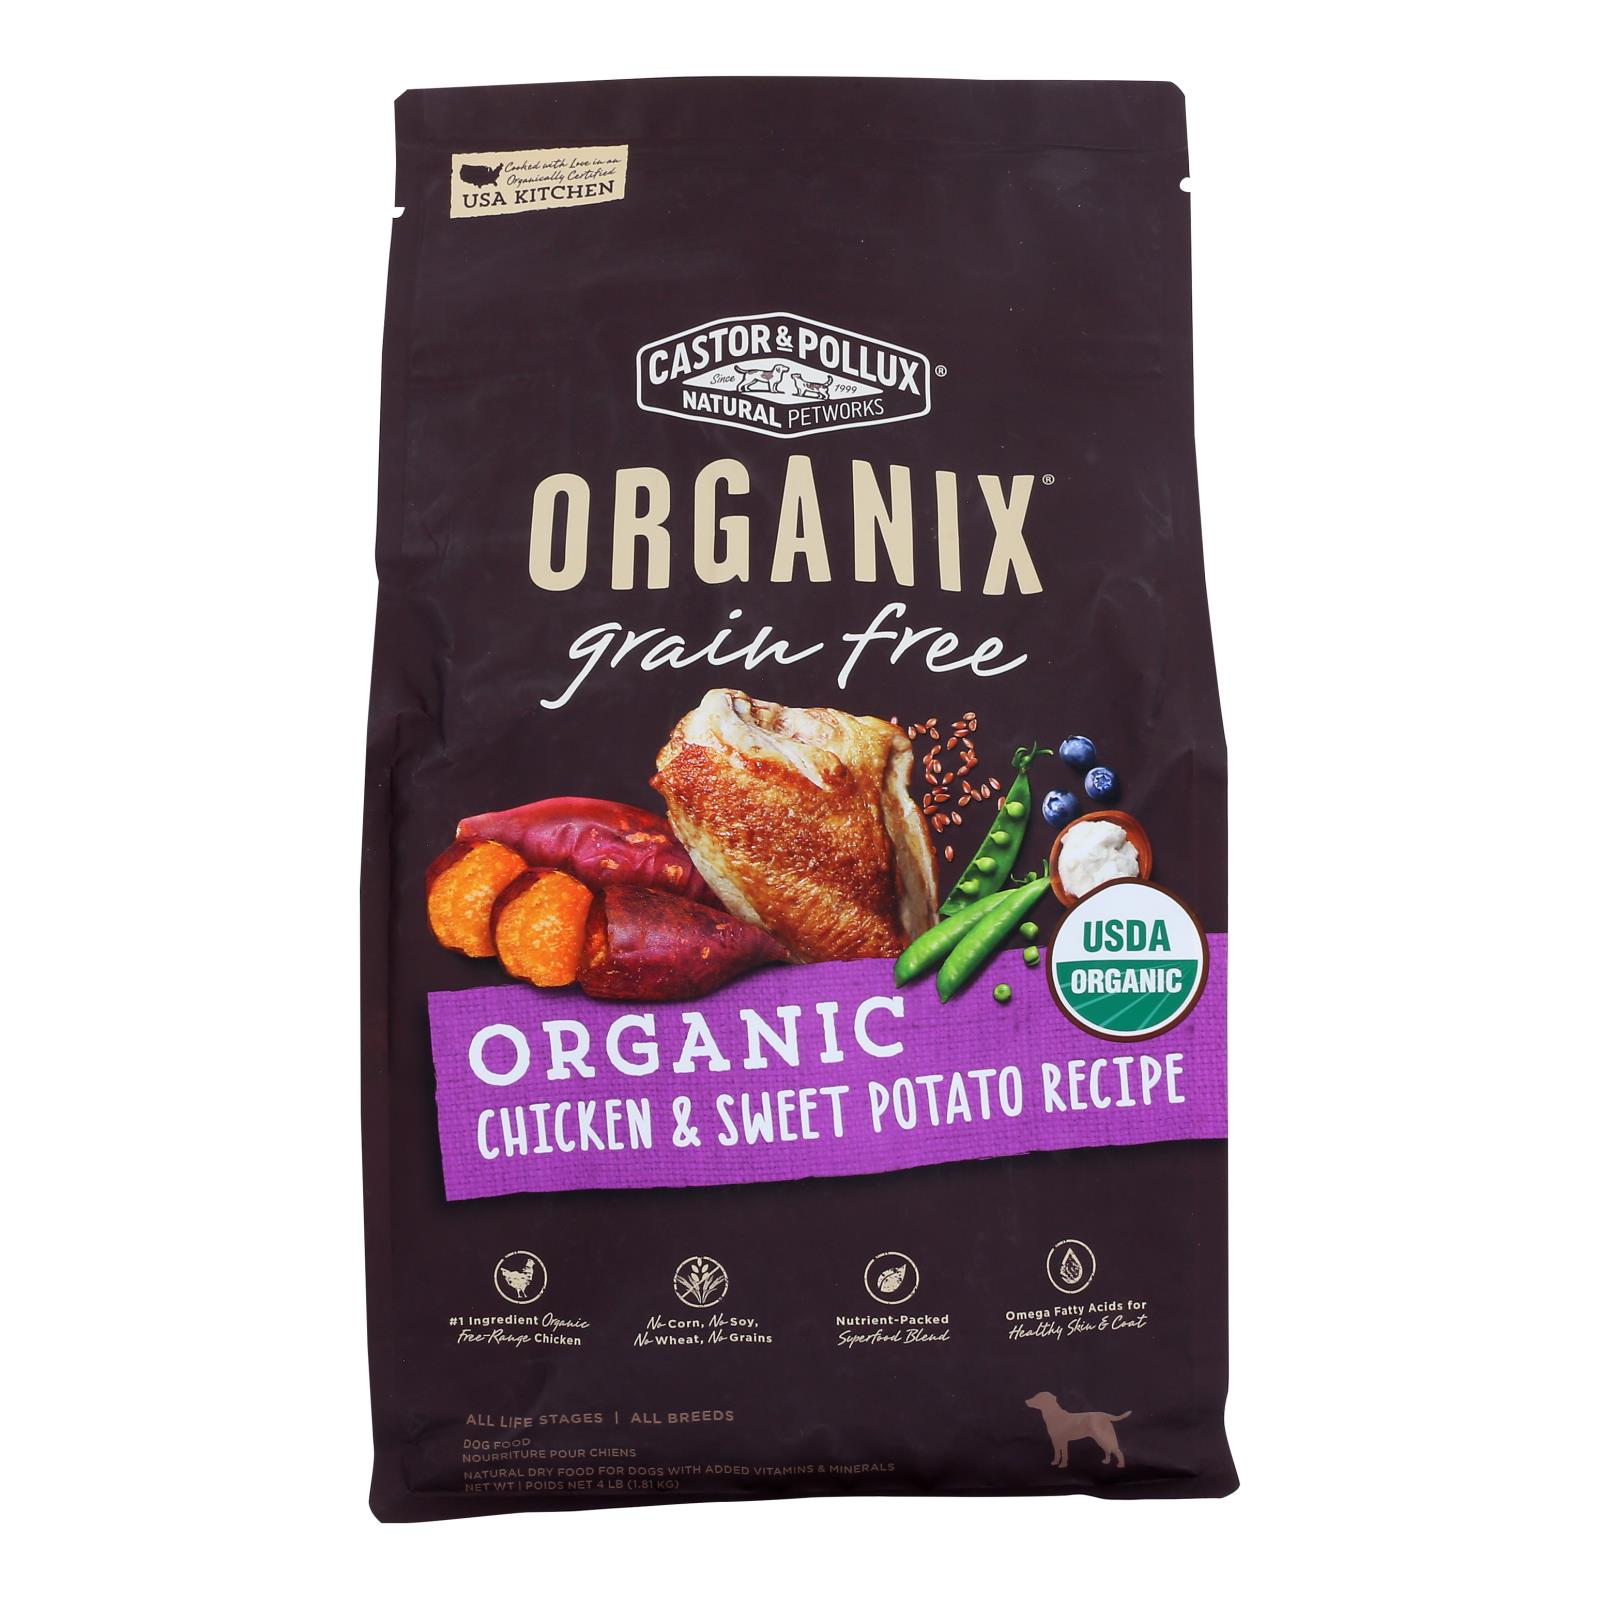 Cooked with Love in an
Organically Certified
USA KITCHEN
CASTOR & POLLUX®
Since 1999
NATURAL PETWORKS
ORGANIX®
grain free
USDA
ORGANIC
ORGANIC
CHICKEN & SWEET POTATO RECIPE
#1 Ingredient Organic
Free-Range Chicken
No Corn, No Soy,
No Wheat, No Grains
Nutrient-Packed
Superfood Blend
Omega Fatty Acids for
Healthy Skin & Coat
ALL LIFE STAGES | ALL BREEDS
DOG FOOD
NOURRITURE POUR CHIENS
NATURAL DRY FOOD FOR DOGS WITH ADDED VITAMINS & MINERALS
NET WT | POIDS NET 4 LB (1.81 KG)